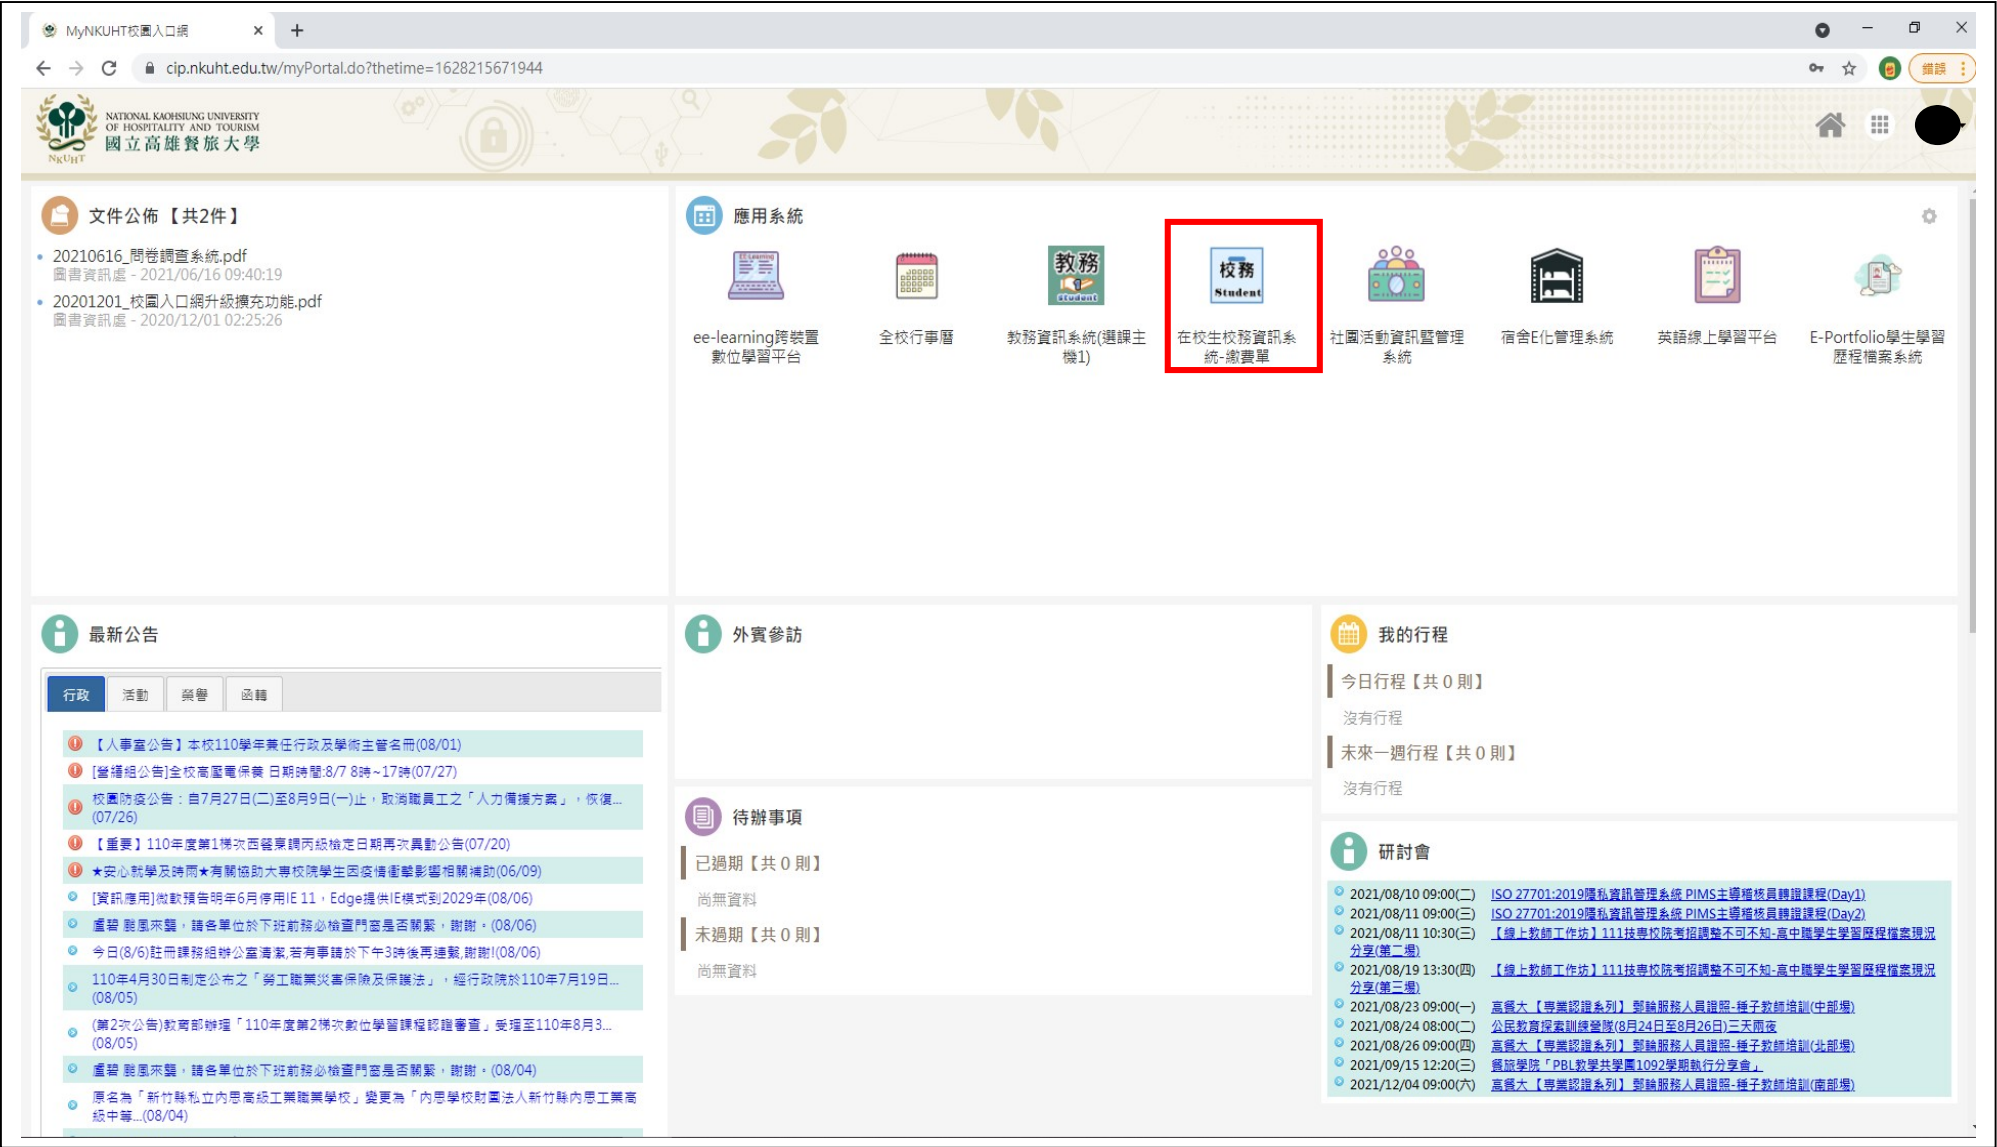 MyNKUHT校園入口網
cip.nkuht.edu.tw/myPortal.do?thetime=1628215671944
錯誤
NATIONAL KAOHSIUNG UNIVERSITY
OF HOSPITALITY AND TOURISM
國立高雄餐旅大學
NKUHT
文件公佈【共2件】
20210616_問卷調查系統.pdf
圖書資訊處 - 2021/06/16 09:40:19
20201201_校園入口網升級擴充功能.pdf
圖書資訊處 - 2020/12/01 02:25:26
應用系統
EE Learning
教務
Student
校務
Student
ee-learning跨裝置
數位學習平台
全校行事曆
教務資訊系統(選課主
機1)
在校生校務資訊系
統-繳費單
社團活動資訊暨管理
系統
宿舍E化管理系統
英語線上學習平台
E-Portfolio學生學習
歷程檔案系統
最新公告
行政
活動
榮譽
函轉
【人事室公告】本校110學年兼任行政及學術主管名冊(08/01)
[營繕組公告]全校高壓電保養 日期時間:8/7 8時~17時(07/27)
校園防疫公告：自7月27日(二)至8月9日(一)止，取消職員工之「人力備援方案」，恢復...
(07/26)
【重要】110年度第1梯次西餐烹調丙級檢定日期再次異動公告(07/20)
★安心就學及時雨★有關協助大專校院學生因疫情衝擊影響相關補助(06/09)
[資訊應用]微軟預告明年6月停用IE 11，Edge提供IE模式到2029年(08/06)
盧碧 颱風來襲，請各單位於下班前務必檢查門窗是否關緊，謝謝。(08/06)
今日(8/6)註冊課務組辦公室清潔,若有事請於下午3時後再連繫,謝謝!(08/06)
110年4月30日制定公布之「勞工職業災害保險及保護法」，經行政院於110年7月19日...
(08/05)
(第2次公告)教育部辦理「110年度第2梯次數位學習課程認證審查」受理至110年8月3...
(08/05)
盧碧 颱風來襲，請各單位於下班前務必檢查門窗是否關緊，謝謝。(08/04)
原名為「新竹縣私立內思高級工業職業學校」變更為「內思學校財團法人新竹縣內思工業高
級中等...(08/04)
外賓參訪
待辦事項
已過期【共 0 則】
尚無資料
未過期【共 0 則】
尚無資料
我的行程
今日行程【共 0 則】
沒有行程
未來一週行程【共 0 則】
沒有行程
研討會
2021/08/10 09:00(二) ISO 27701:2019隱私資訊管理系統 PIMS主導稽核員轉證課程(Day1)
2021/08/11 09:00(三) ISO 27701:2019隱私資訊管理系統 PIMS主導稽核員轉證課程(Day2)
2021/08/11 10:30(三) 【線上教師工作坊】111技專校院考招調整不可不知-高中職學生學習歷程檔案現況
分享(第二場)
2021/08/19 13:30(四) 【線上教師工作坊】111技專校院考招調整不可不知-高中職學生學習歷程檔案現況
分享(第三場)
2021/08/23 09:00(一) 高餐大【專業認證系列】郵輪服務人員證照-種子教師培訓(中部場)
2021/08/24 08:00(二) 公民教育探索訓練營隊(8月24日至8月26日)三天兩夜
2021/08/26 09:00(四) 高餐大【專業認證系列】郵輪服務人員證照-種子教師培訓(北部場)
2021/09/15 12:20(三) 餐旅學院「PBL教學共學圈1092學期執行分享會」
2021/12/04 09:00(六) 高餐大【專業認證系列】郵輪服務人員證照-種子教師培訓(南部場)